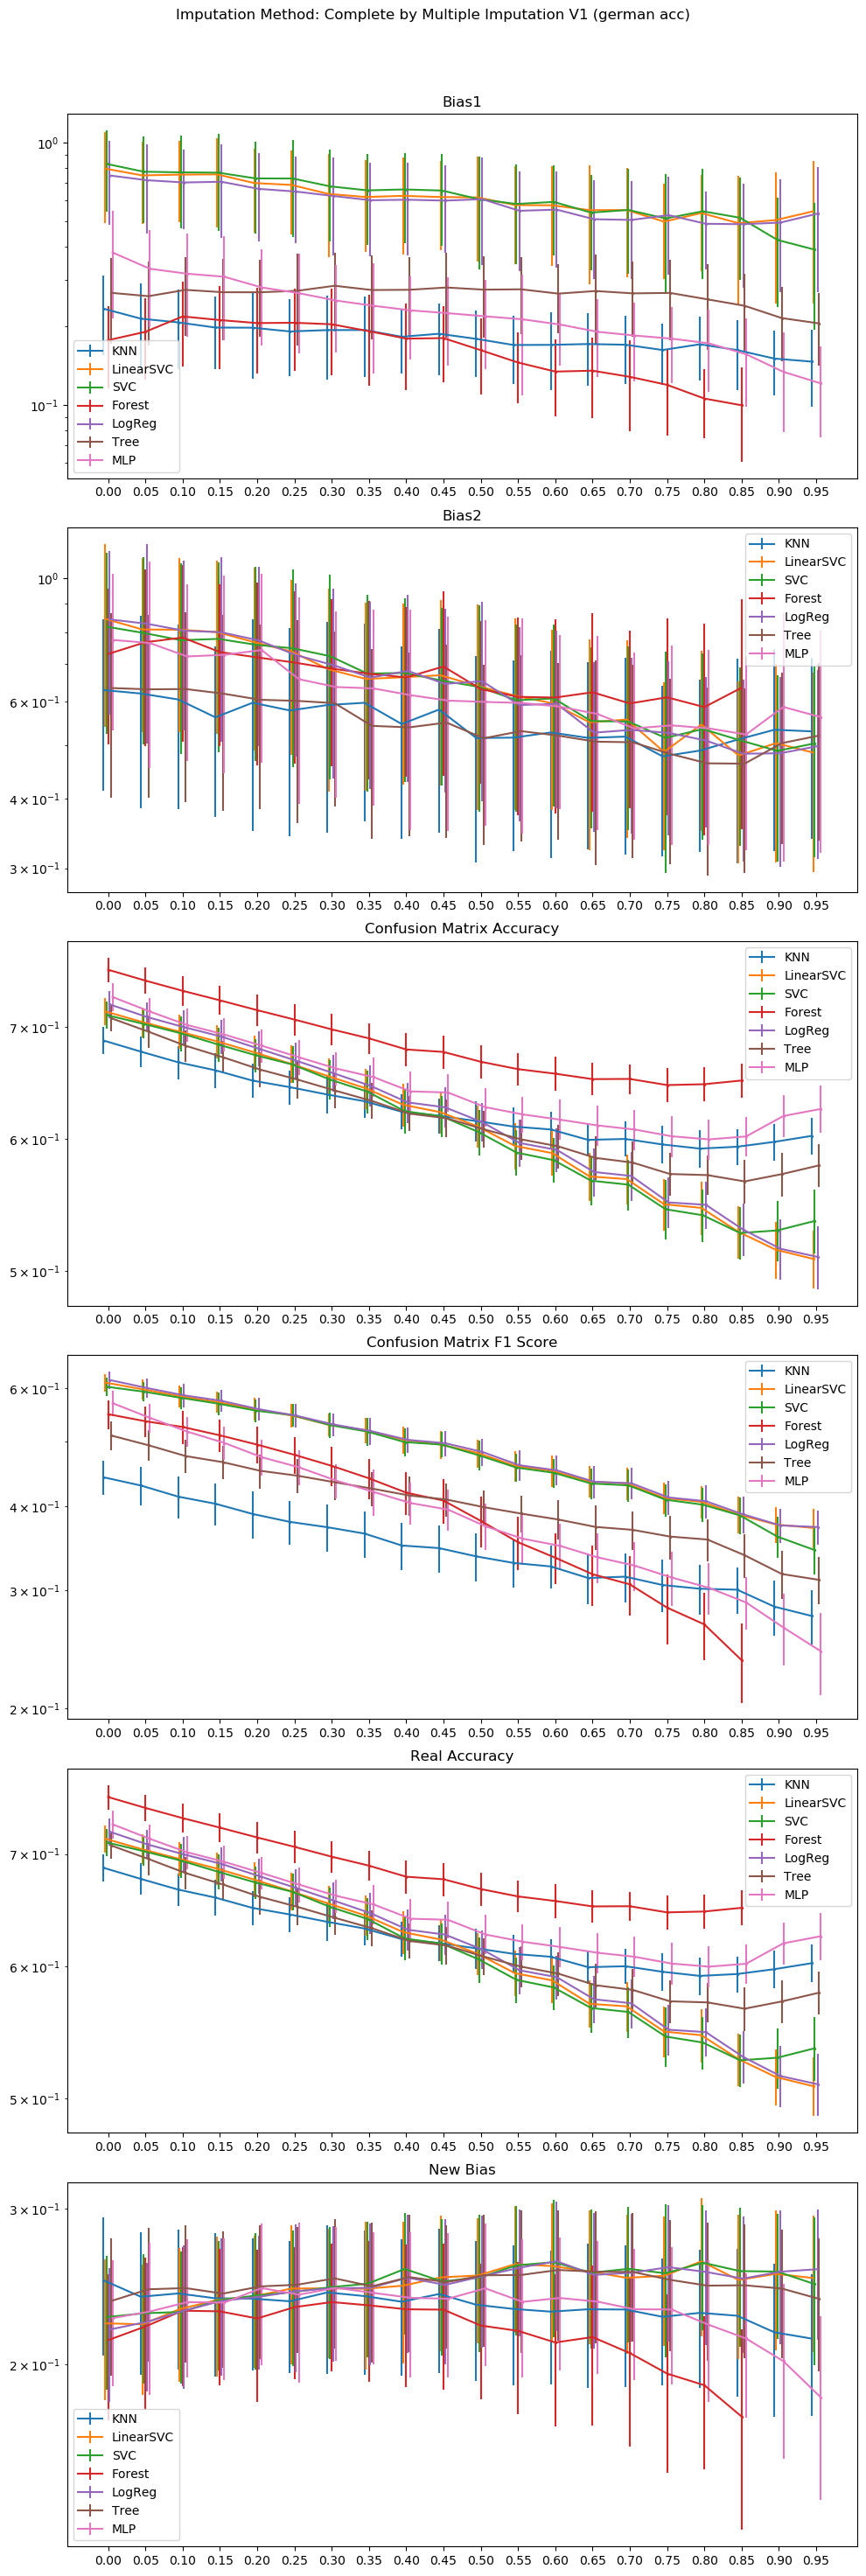 Imputation Method: Complete by Multiple Imputation V1 (german acc)
Bias1
10⁰
10⁻¹
KNN
LinearSVC
SVC
Forest
LogReg
Tree
MLP
0.00 0.05 0.10 0.15 0.20 0.25 0.30 0.35 0.40 0.45 0.50 0.55 0.60 0.65 0.70 0.75 0.80 0.85 0.90 0.95
Bias2
10⁰
6 × 10⁻¹
4 × 10⁻¹
3 × 10⁻¹
KNN
LinearSVC
SVC
Forest
LogReg
Tree
MLP
0.00 0.05 0.10 0.15 0.20 0.25 0.30 0.35 0.40 0.45 0.50 0.55 0.60 0.65 0.70 0.75 0.80 0.85 0.90 0.95
Confusion Matrix Accuracy
7 × 10⁻¹
6 × 10⁻¹
5 × 10⁻¹
KNN
LinearSVC
SVC
Forest
LogReg
Tree
MLP
0.00 0.05 0.10 0.15 0.20 0.25 0.30 0.35 0.40 0.45 0.50 0.55 0.60 0.65 0.70 0.75 0.80 0.85 0.90 0.95
Confusion Matrix F1 Score
6 × 10⁻¹
4 × 10⁻¹
3 × 10⁻¹
2 × 10⁻¹
KNN
LinearSVC
SVC
Forest
LogReg
Tree
MLP
0.00 0.05 0.10 0.15 0.20 0.25 0.30 0.35 0.40 0.45 0.50 0.55 0.60 0.65 0.70 0.75 0.80 0.85 0.90 0.95
Real Accuracy
7 × 10⁻¹
6 × 10⁻¹
5 × 10⁻¹
KNN
LinearSVC
SVC
Forest
LogReg
Tree
MLP
0.00 0.05 0.10 0.15 0.20 0.25 0.30 0.35 0.40 0.45 0.50 0.55 0.60 0.65 0.70 0.75 0.80 0.85 0.90 0.95
New Bias
3 × 10⁻¹
2 × 10⁻¹
KNN
LinearSVC
SVC
Forest
LogReg
Tree
MLP
0.00 0.05 0.10 0.15 0.20 0.25 0.30 0.35 0.40 0.45 0.50 0.55 0.60 0.65 0.70 0.75 0.80 0.85 0.90 0.95